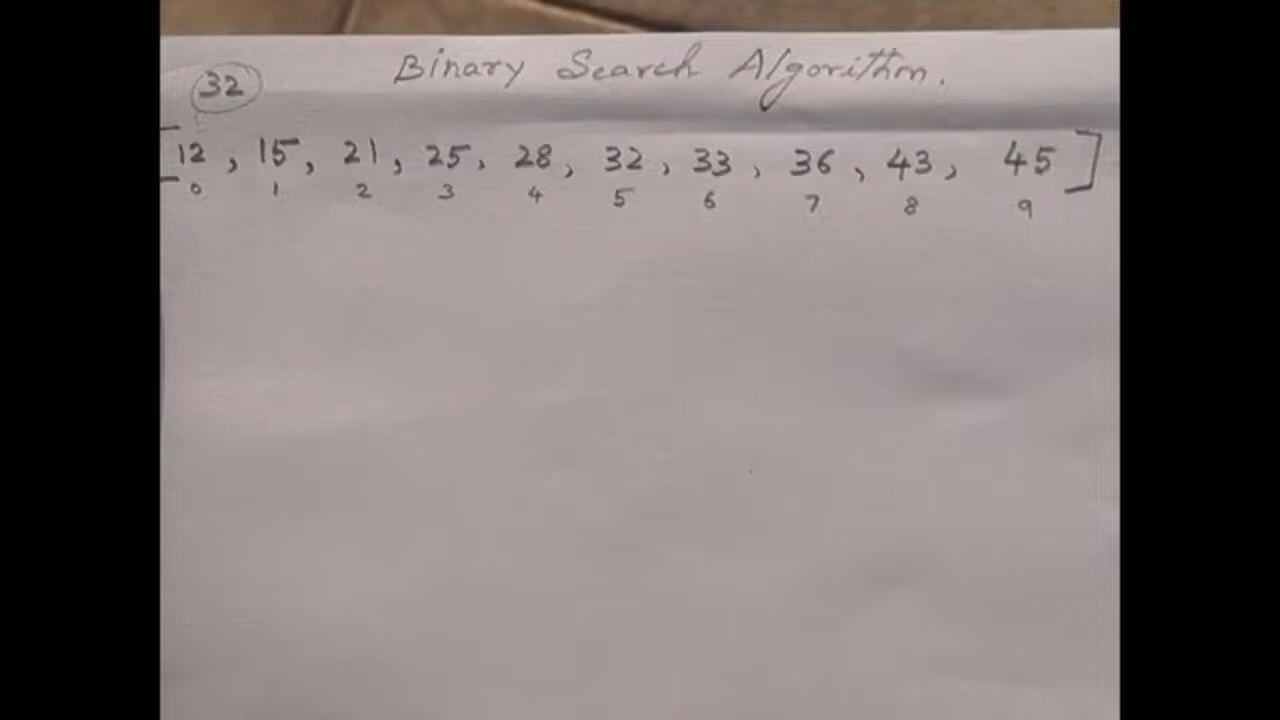 Binary Search Algorithm.
32
[12, 15, 21, 25, 28, 32, 33, 36, 43, 45]
0 1 2 3 4 5 6 7 8 9